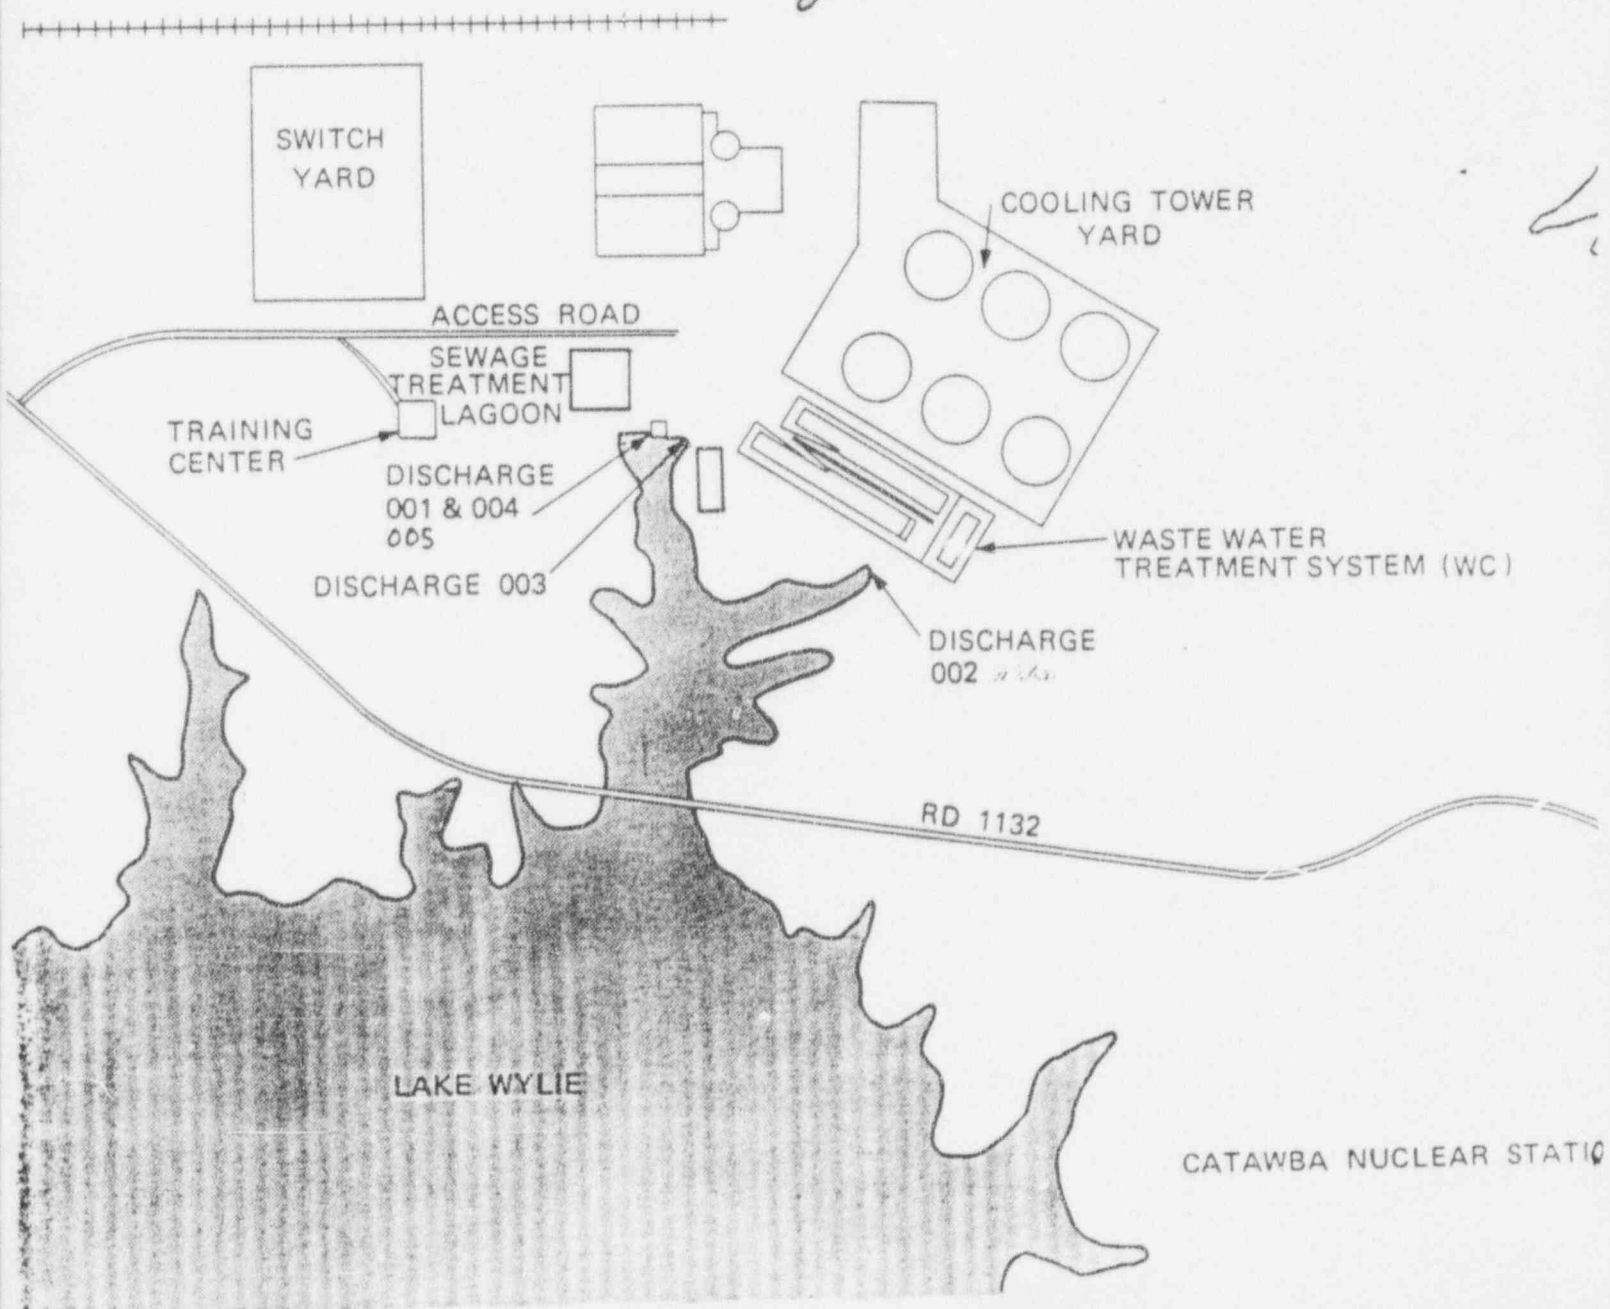 SWITCH
YARD
COOLING TOWER
YARD
ACCESS ROAD
SEWAGE
TREATMENT
LAGOON
TRAINING
CENTER
DISCHARGE
001 & 004
005
DISCHARGE 003
WASTE WATER
TREATMENT SYSTEM (WC)
DISCHARGE
002
RD 1132
LAKE WYLIE
CATAWBA NUCLEAR STATIO